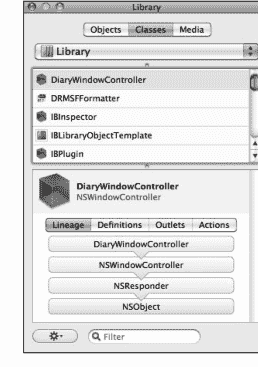 Library
Objects Classes Media
Library
DiaryWindowController
DRMSFFormatter
IBInspector
IBLibraryObjectTemplate
IBPlugin
DiaryWindowController
NSWindowController
Lineage Definitions Outlets Actions
DiaryWindowController
NSWindowController
NSResponder
NSObject
Filter